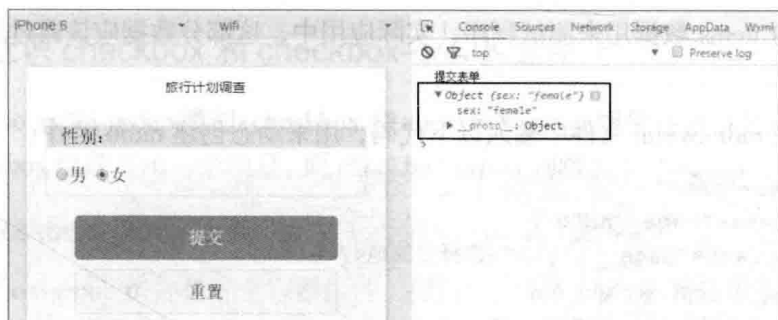 iPhone 6 wifi
Console Sources Network Storage AppData Wxml
top Preserve log
旅行计划调查
性别：
男 女
提交
重置
提交表单
Object {sex: "female"}
sex: "female"
__proto__: Object